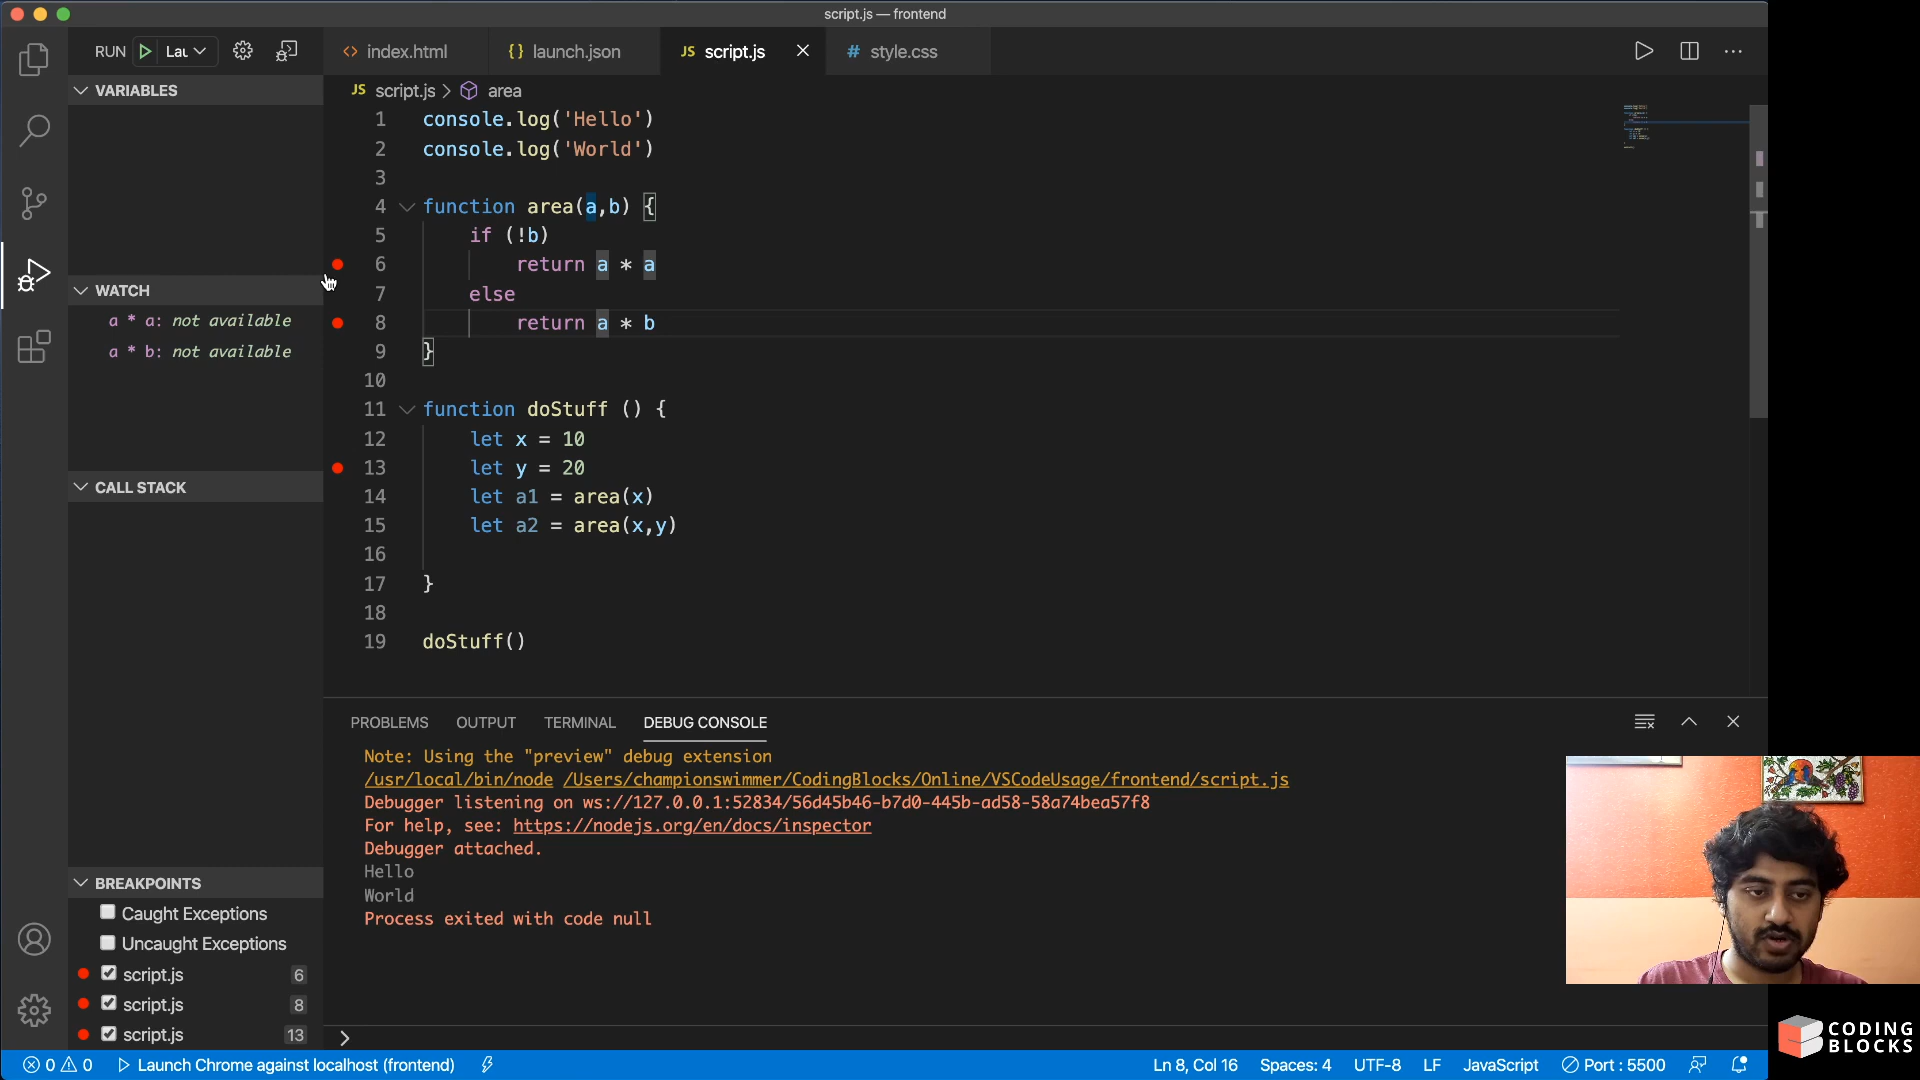 script.js — frontend
RUN Lau
index.html
{} launch.json
JS script.js
# style.css
VARIABLES
JS script.js > area
1 console.log('Hello')
2 console.log('World')
3
4 function area(a,b) {
5 if (!b)
6 return a * a
7 else
8 return a * b
9 }
10
11 function doStuff () {
12 let x = 10
13 let y = 20
14 let a1 = area(x)
15 let a2 = area(x,y)
16
17 }
18
19 doStuff()
WATCH
a * a: not available
a * b: not available
CALL STACK
BREAKPOINTS
Caught Exceptions
Uncaught Exceptions
script.js 6
script.js 8
script.js 13
PROBLEMS OUTPUT TERMINAL DEBUG CONSOLE
Note: Using the "preview" debug extension
/usr/local/bin/node /Users/championswimmer/CodingBlocks/Online/VSCodeUsage/frontend/script.js
Debugger listening on ws://127.0.0.1:52834/56d45b46-b7d0-445b-ad58-58a74bea57f8
For help, see: https://nodejs.org/en/docs/inspector
Debugger attached.
Hello
World
Process exited with code null
>
0 0 Launch Chrome against localhost (frontend)
Ln 8, Col 16 Spaces: 4 UTF-8 LF JavaScript Port : 5500
CODING
BLOCKS